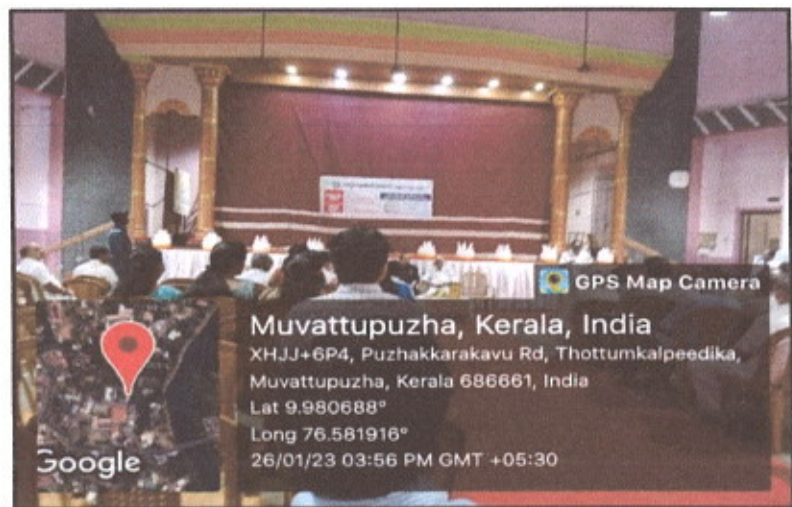 GPS Map Camera
Muvattupuzha, Kerala, India
XHJJ+6P4, Puzhakkarakavu Rd, Thottumkalpeedika,
Muvattupuzha, Kerala 686661, India
Lat 9.980688°
Long 76.581916°
26/01/23 03:56 PM GMT +05:30
Google